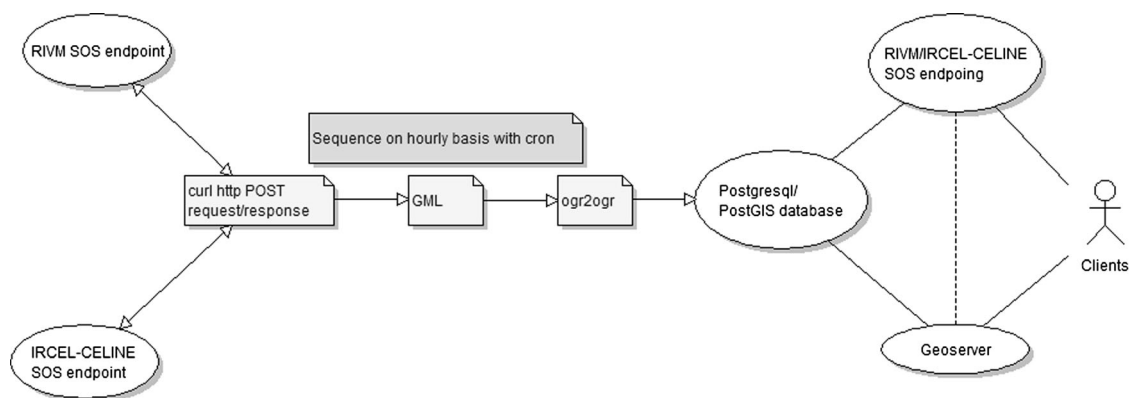 RIVM SOS endpoint
RIVM/IRCEL-CELINE
SOS endpoing
Sequence on hourly basis with cron
curl http POST
request/response
GML
ogr2ogr
Postgresql/
PostGIS database
Clients
IRCEL-CELINE
SOS endpoint
Geoserver